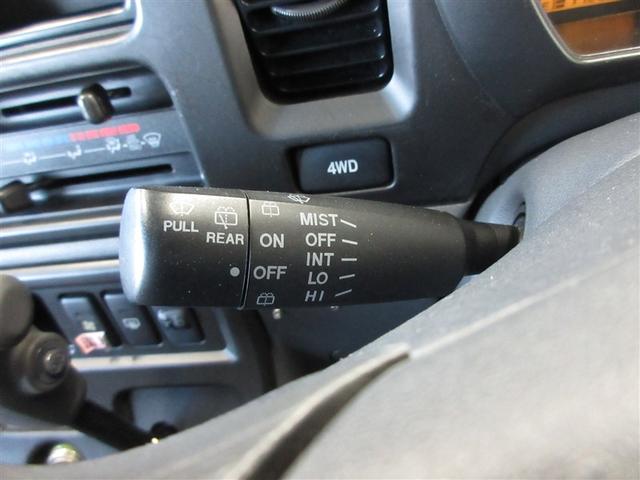 4WD
PULL
REAR
ON
OFF
MIST
OFF
INT
LO
HI